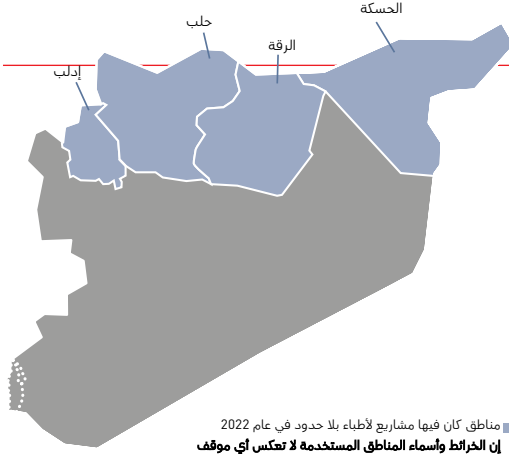 الحسكة
حلب
الرقة
إدلب
مناطق كان فيها مشاريع لأطباء بلا حدود في عام 2022
إن الخرائط وأسماء المناطق المستخدمة لا تعكس أي موقف